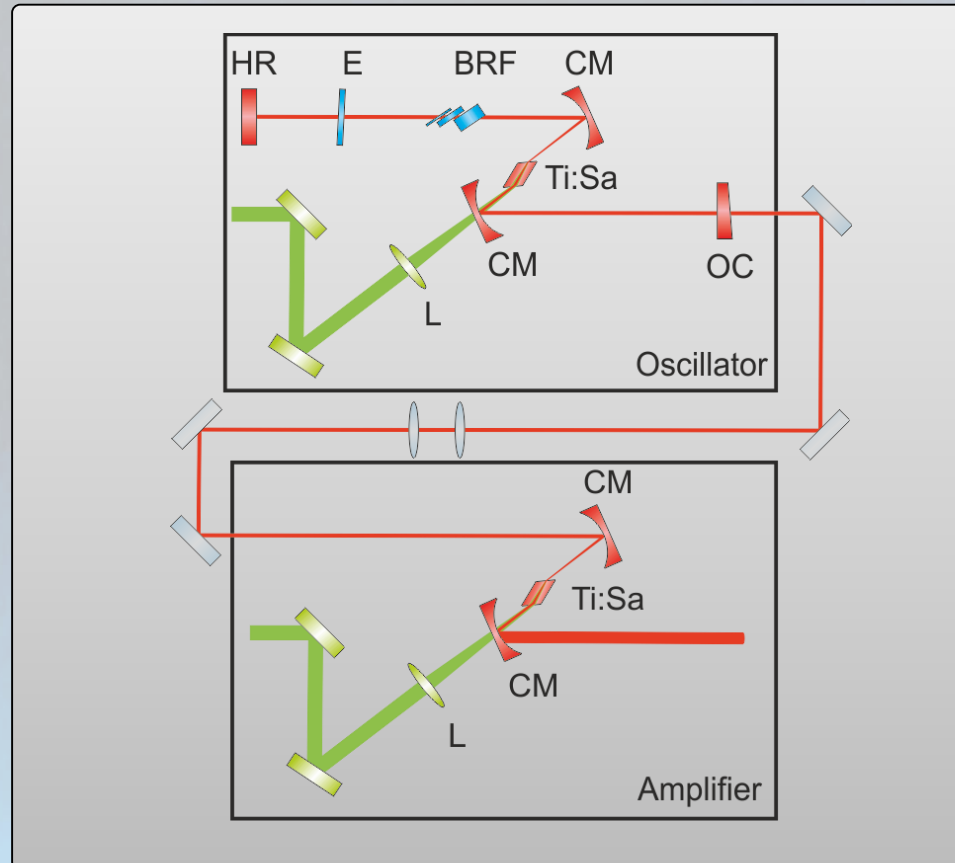 HR E BRF CM
Ti:Sa
CM
OC
L
Oscillator
CM
Ti:Sa
CM
L
Amplifier